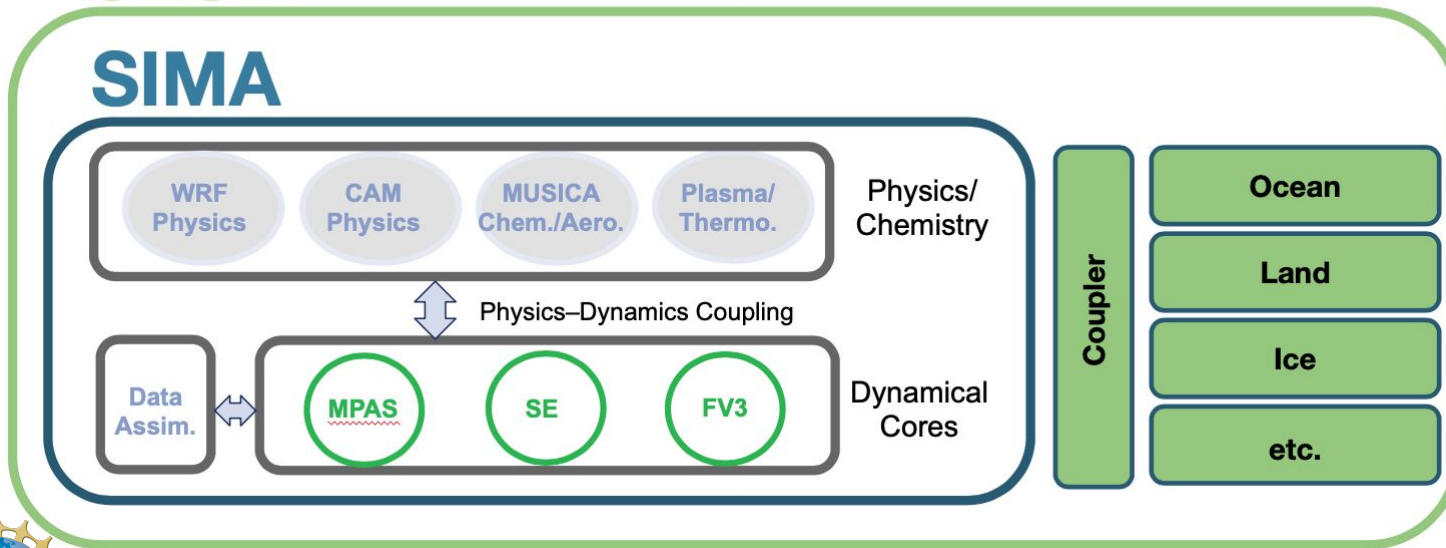 SIMA
WRF
Physics
CAM
Physics
MUSICA
Chem./Aero.
Plasma/
Thermo.
Physics/
Chemistry
Physics–Dynamics Coupling
Data
Assim.
MPAS
SE
FV3
Dynamical
Cores
Coupler
Ocean
Land
Ice
etc.